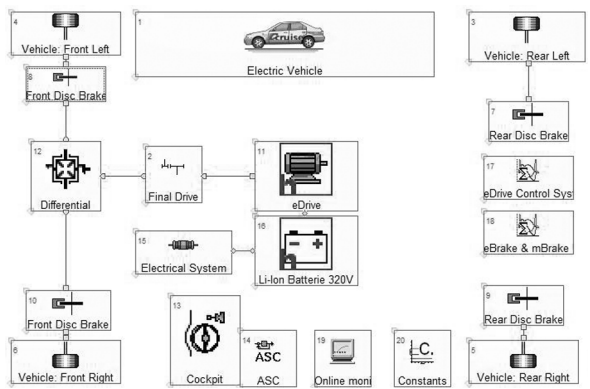 4
Vehicle: Front Left
1
Cruise
Electric Vehicle
3
Vehicle: Rear Left
8
Front Disc Brake
7
Rear Disc Brake
12
Differential
2
Final Drive
11
eDrive
17
eDrive Control Sys
15
Electrical System
16
Li-Ion Batterie 320V
18
eBrake & mBrake
10
Front Disc Brake
9
Rear Disc Brake
6
Vehicle: Front Right
13
Cockpit
14
ASC
ASC
19
Online moni
20
C.
Constants
5
Vehicle: Rear Right